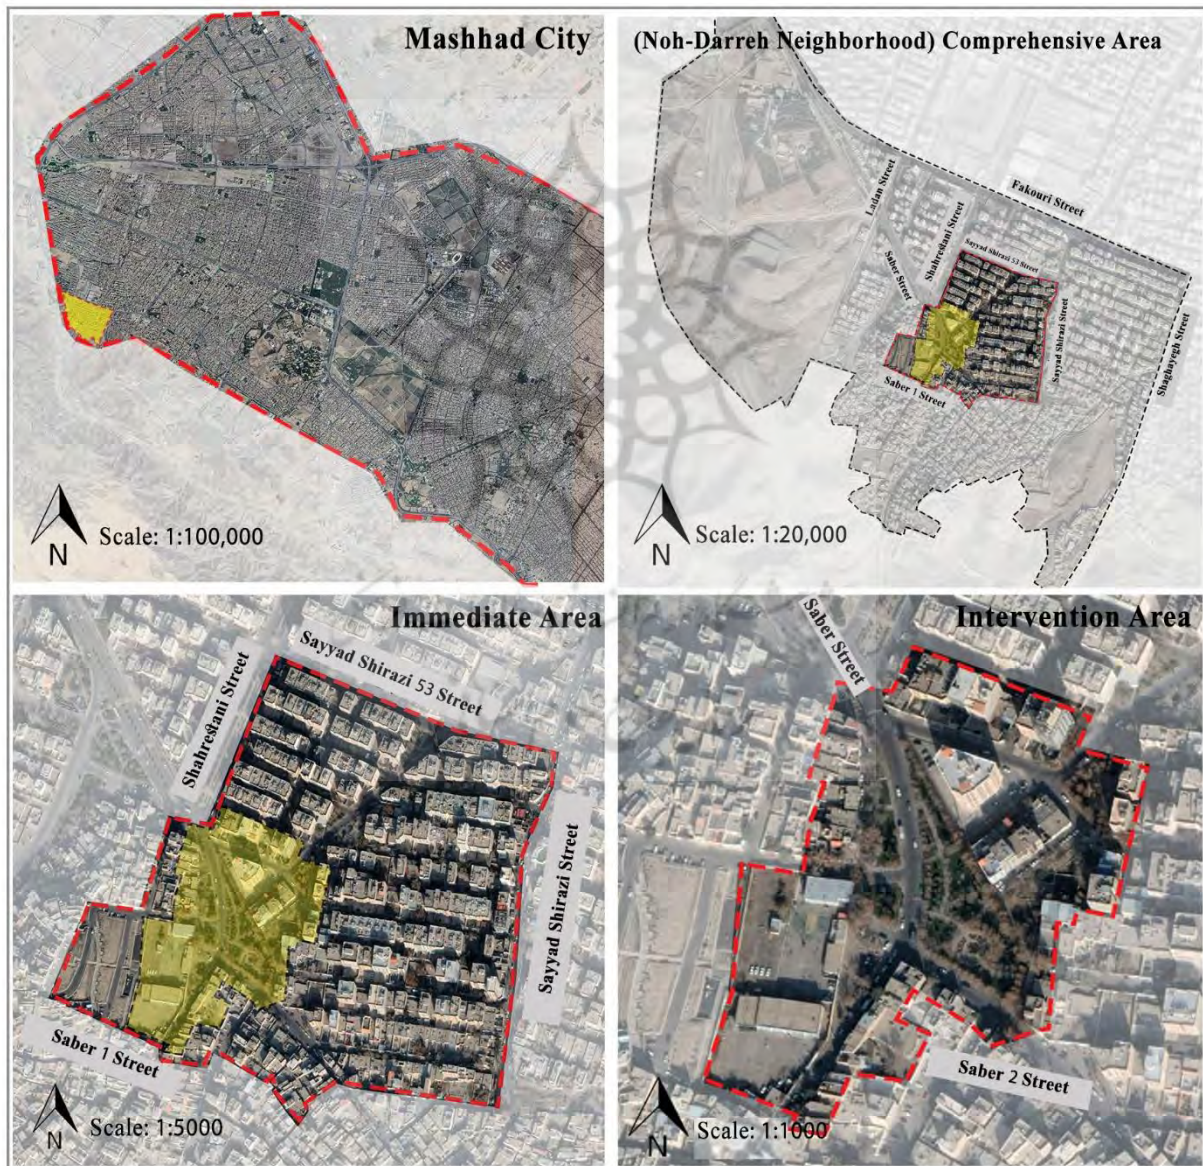 Mashhad City
N
Scale: 1:100,000
(Noh-Darreh Neighborhood) Comprehensive Area
Fakouri Street
Ladan Street
Shahrestani Street
Sayyad Shirazi 53 Street
Saber Street
Sayyad Shirazi Street
Shaghayegh Street
Saber 1 Street
N
Scale: 1:20,000
Immediate Area
Sayyad Shirazi 53 Street
Shahrestani Street
Sayyad Shirazi Street
Saber 1 Street
N
Scale: 1:5000
Intervention Area
Saber Street
Saber 2 Street
N
Scale: 1:1000